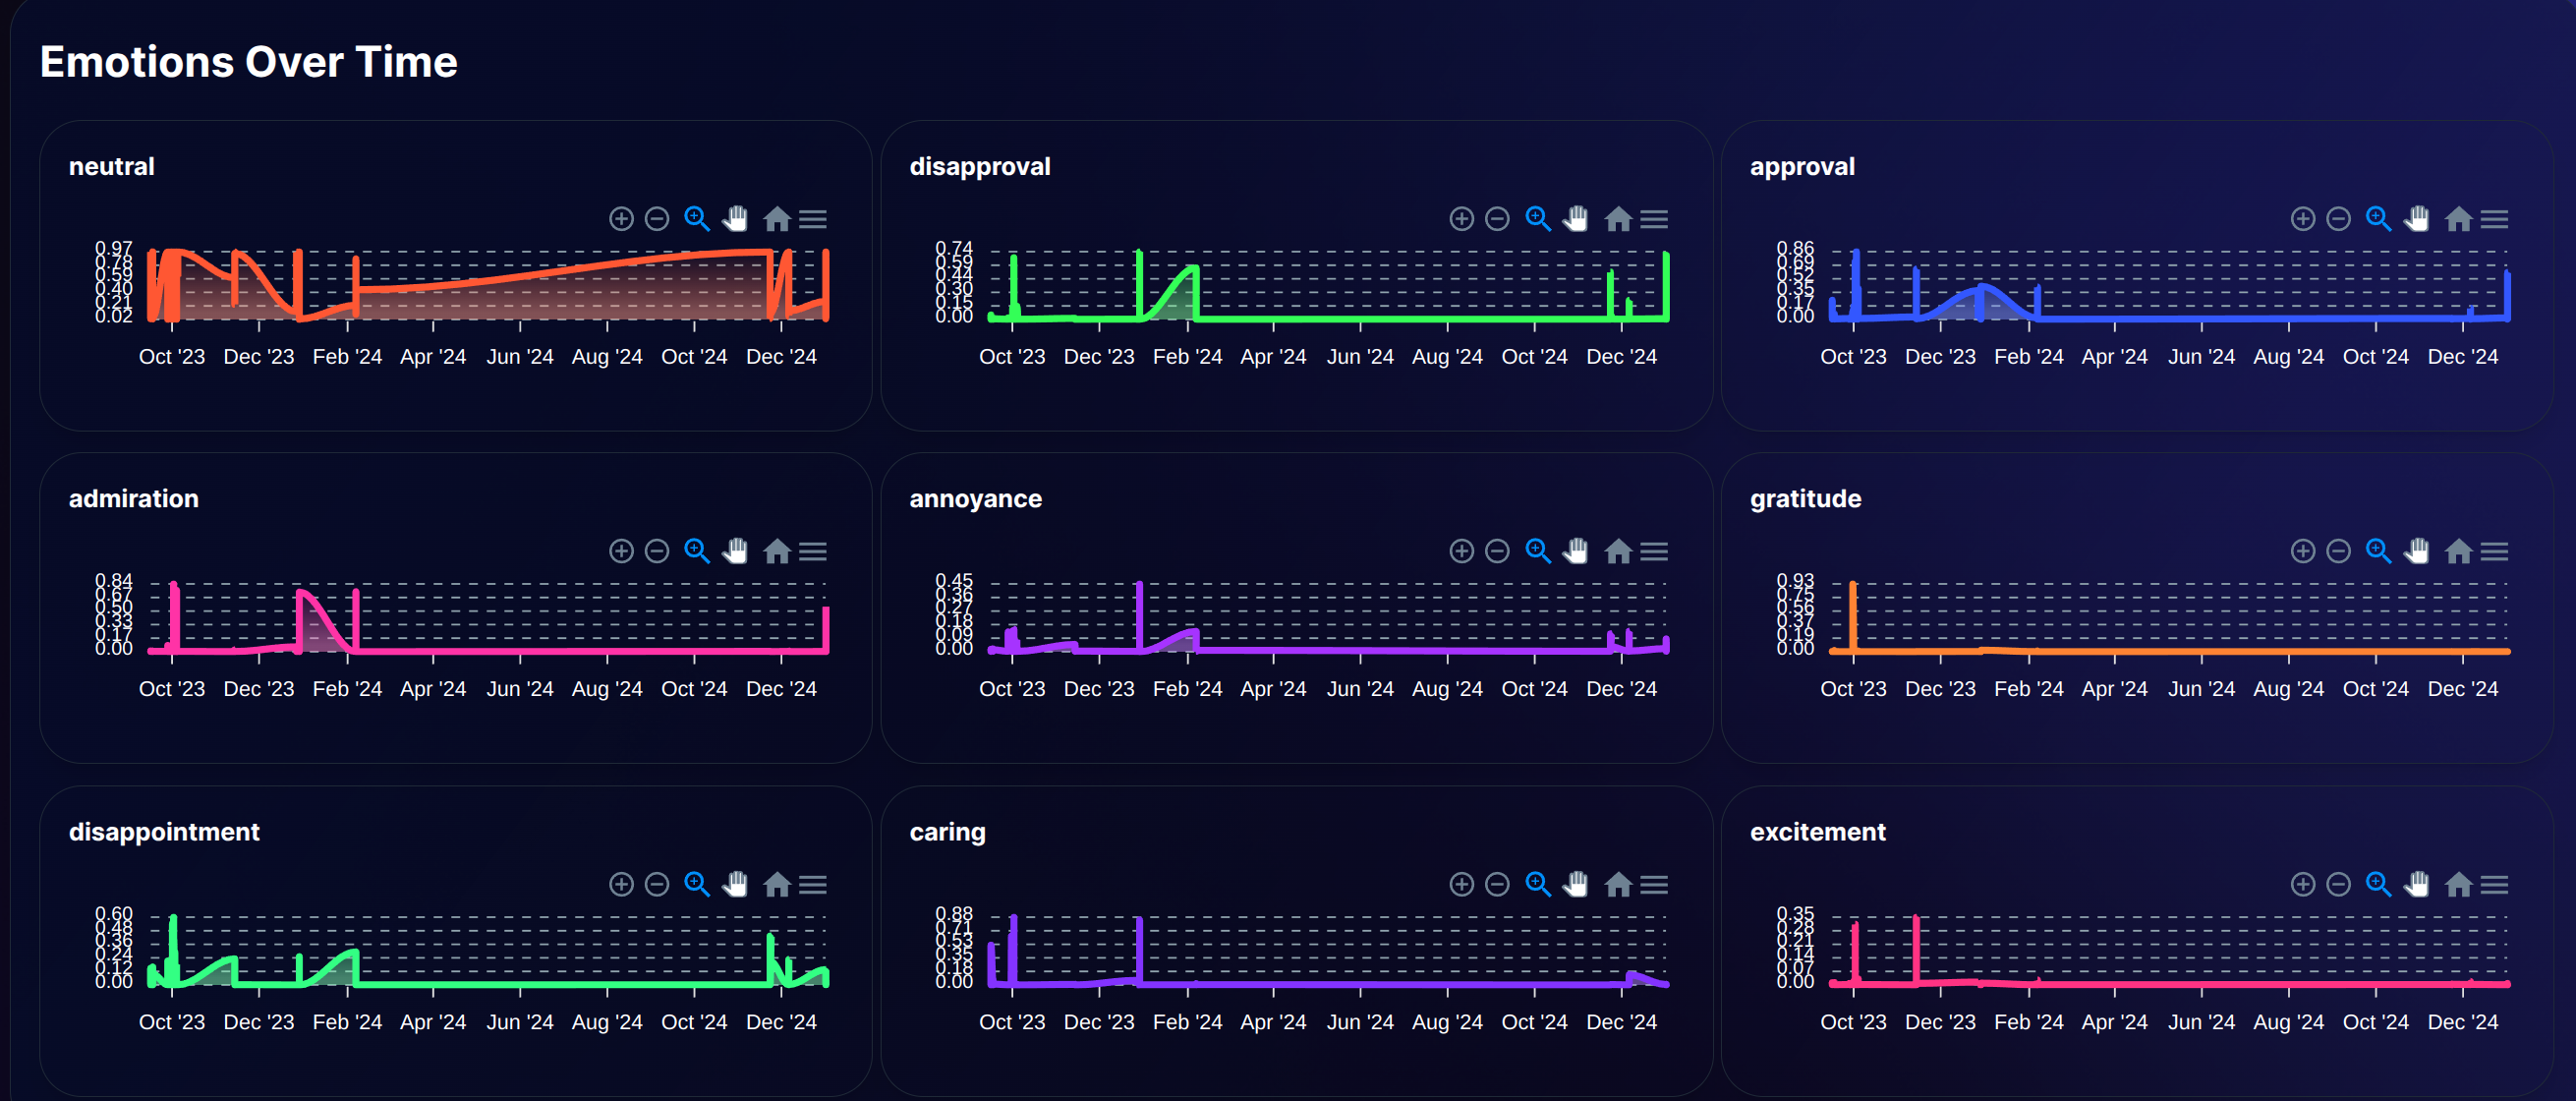 Emotions Over Time
neutral
disapproval
approval
0.97
0.78
0.59
0.40
0.21
0.02
Oct '23 Dec '23 Feb '24 Apr '24 Jun '24 Aug '24 Oct '24 Dec '24
0.74
0.59
0.44
0.30
0.15
0.00
Oct '23 Dec '23 Feb '24 Apr '24 Jun '24 Aug '24 Oct '24 Dec '24
0.86
0.69
0.52
0.35
0.17
0.00
Oct '23 Dec '23 Feb '24 Apr '24 Jun '24 Aug '24 Oct '24 Dec '24
admiration
annoyance
gratitude
0.84
0.67
0.50
0.33
0.17
0.00
Oct '23 Dec '23 Feb '24 Apr '24 Jun '24 Aug '24 Oct '24 Dec '24
0.45
0.36
0.27
0.18
0.09
0.00
Oct '23 Dec '23 Feb '24 Apr '24 Jun '24 Aug '24 Oct '24 Dec '24
0.93
0.75
0.56
0.37
0.19
0.00
Oct '23 Dec '23 Feb '24 Apr '24 Jun '24 Aug '24 Oct '24 Dec '24
disappointment
caring
excitement
0.60
0.48
0.36
0.24
0.12
0.00
Oct '23 Dec '23 Feb '24 Apr '24 Jun '24 Aug '24 Oct '24 Dec '24
0.88
0.71
0.53
0.35
0.18
0.00
Oct '23 Dec '23 Feb '24 Apr '24 Jun '24 Aug '24 Oct '24 Dec '24
0.35
0.28
0.21
0.14
0.07
0.00
Oct '23 Dec '23 Feb '24 Apr '24 Jun '24 Aug '24 Oct '24 Dec '24